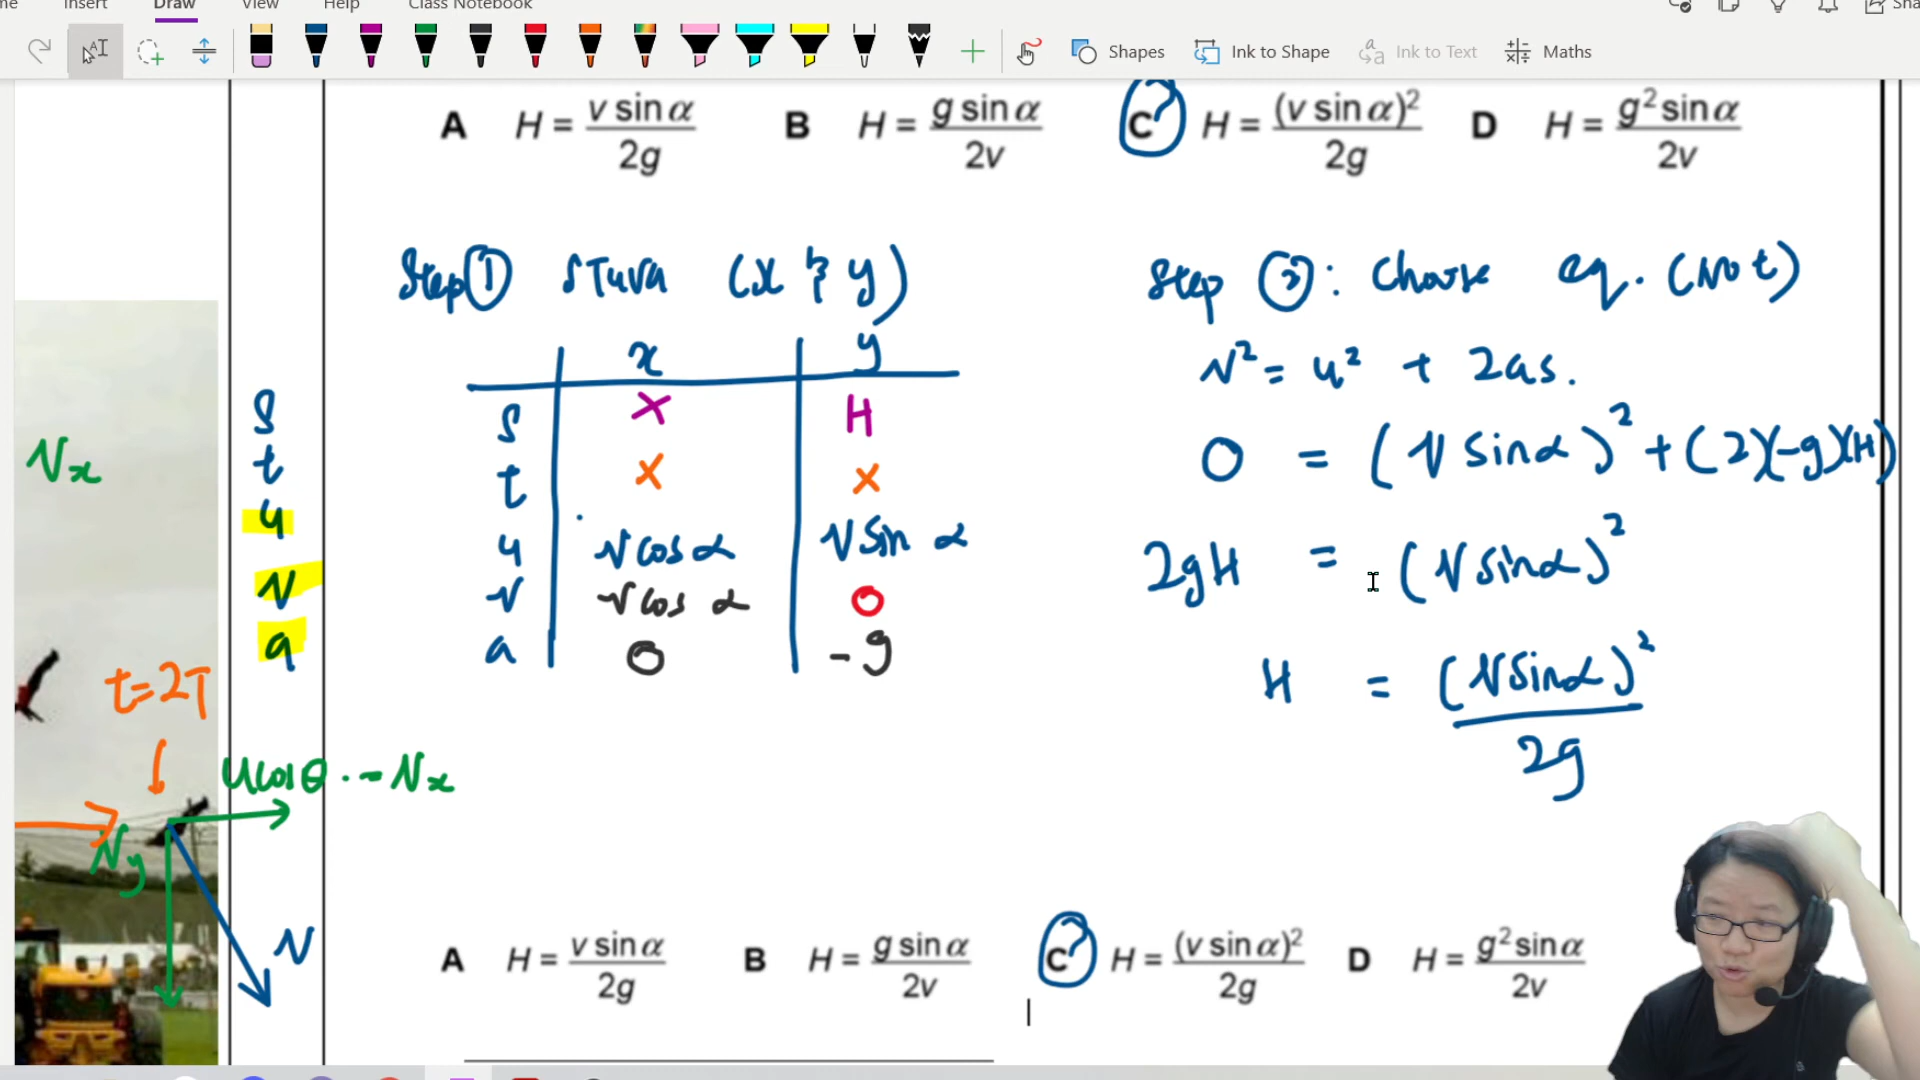 Insert Draw View Help Class Notebook
Shapes Ink to Shape Ink to Text Maths
A H = v sin α / 2g B H = g sin α / 2v C? H = (v sin α)² / 2g D H = g² sin α / 2v
Step ① STUVA (x & y)
x y
s X H
t X X
u v cos α v sin α
v v cos α 0
a 0 -g
Step ②: Choose eq. (No t)
v² = u² + 2as.
0 = (v sin α)² + (2)(-g)(H)
2gH = (v sin α)²
H = (v sin α)² / 2g
s
t
u
v
a
Vx
t=2T
u cos θ = Vx
Vy
V
A H = v sin α / 2g B H = g sin α / 2v C? H = (v sin α)² / 2g D H = g² sin α / 2v